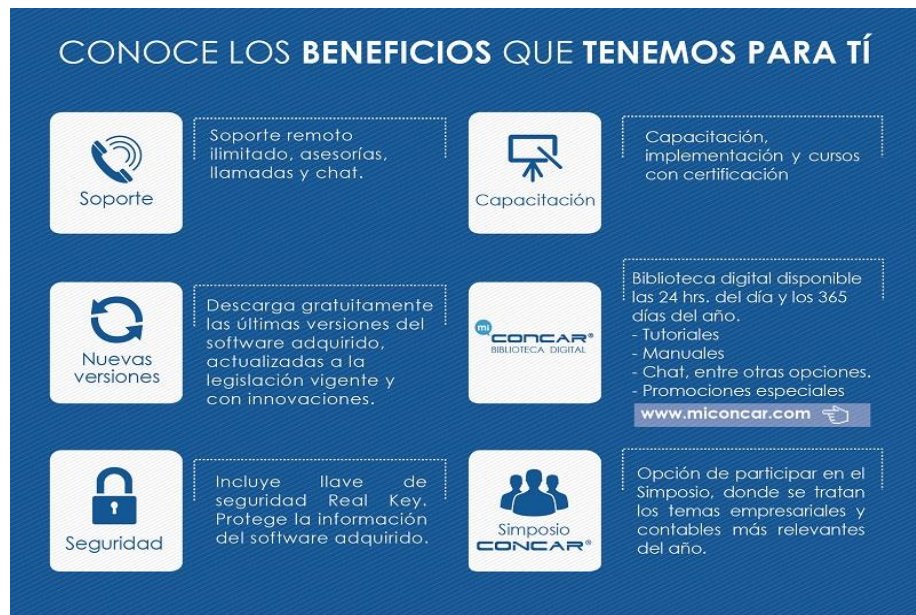 CONOCE LOS BENEFICIOS QUE TENEMOS PARA TÍ
Soporte
Soporte remoto
ilimitado, asesorías,
llamadas y chat.
Capacitación
Capacitación,
implementación y cursos
con certificación
Nuevas
versiones
Descarga gratuitamente
las últimas versiones del
software adquirido,
actualizadas a la
legislación vigente y
con innovaciones.
mi
CONCAR®
BIBLIOTECA DIGITAL
Biblioteca digital disponible
las 24 hrs. del día y los 365
días del año.
- Tutoriales
- Manuales
- Chat, entre otras opciones.
- Promociones especiales
www.miconcar.com
Seguridad
Incluye llave de
seguridad Real Key.
Protege la información
del software adquirido.
Simposio
CONCAR®
Opción de participar en el
Simposio, donde se tratan
los temas empresariales y
contables más relevantes
del año.